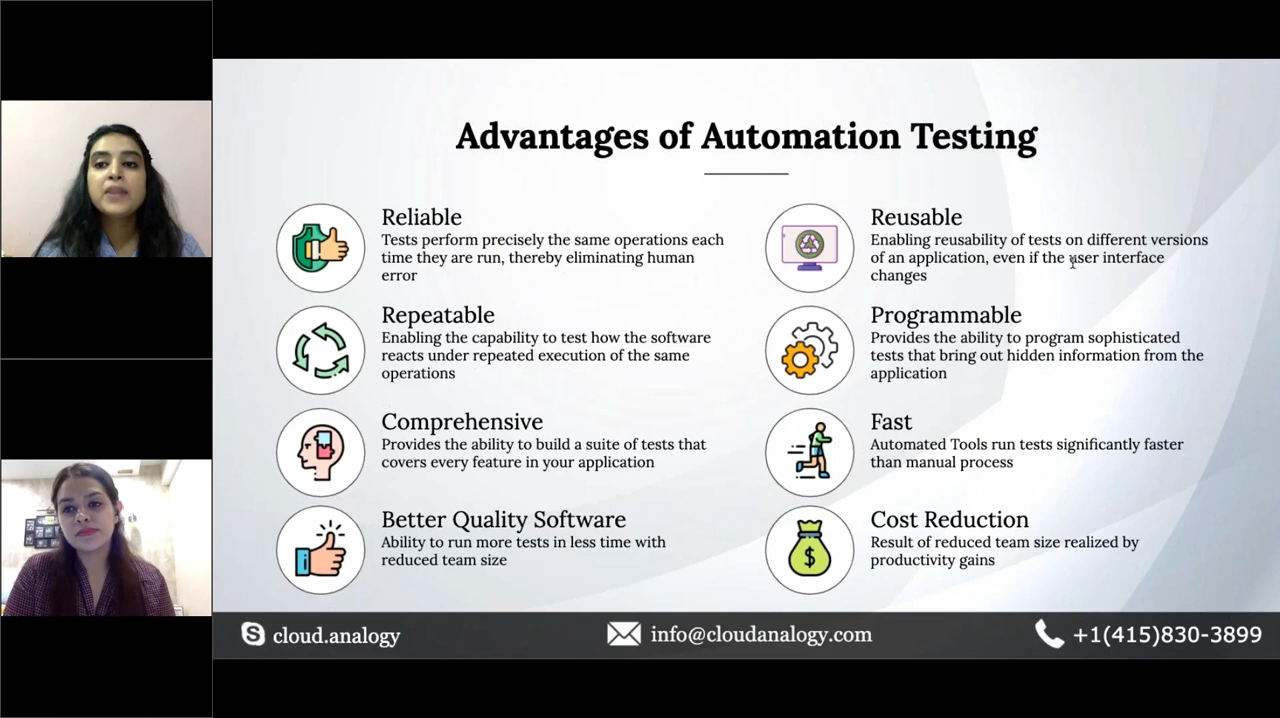 Advantages of Automation Testing
Reliable
Tests perform precisely the same operations each
time they are run, thereby eliminating human
error
Repeatable
Enabling the capability to test how the software
reacts under repeated execution of the same
operations
Comprehensive
Provides the ability to build a suite of tests that
covers every feature in your application
Better Quality Software
Ability to run more tests in less time with
reduced team size
Reusable
Enabling reusability of tests on different versions
of an application, even if the user interface
changes
Programmable
Provides the ability to program sophisticated
tests that bring out hidden information from the
application
Fast
Automated Tools run tests significantly faster
than manual process
Cost Reduction
Result of reduced team size realized by
productivity gains
cloud.analogy
info@cloudanalogy.com
+1(415)830-3899